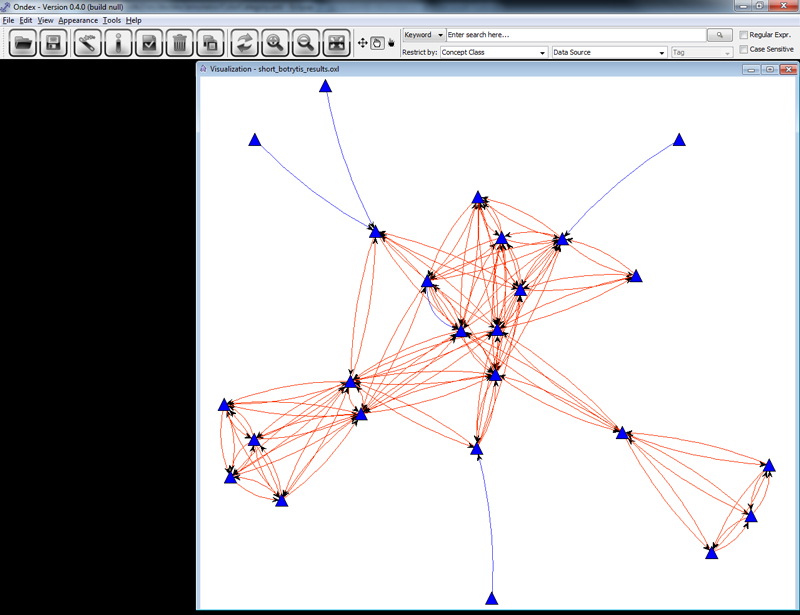 Ondex - Version 0.4.0 (build null)
File Edit View Appearance Tools Help
Keyword Enter search here... Regular Expr.
Restrict by: Concept Class Data Source Tag Case Sensitive
Visualization - short_botrytis_results.oxl